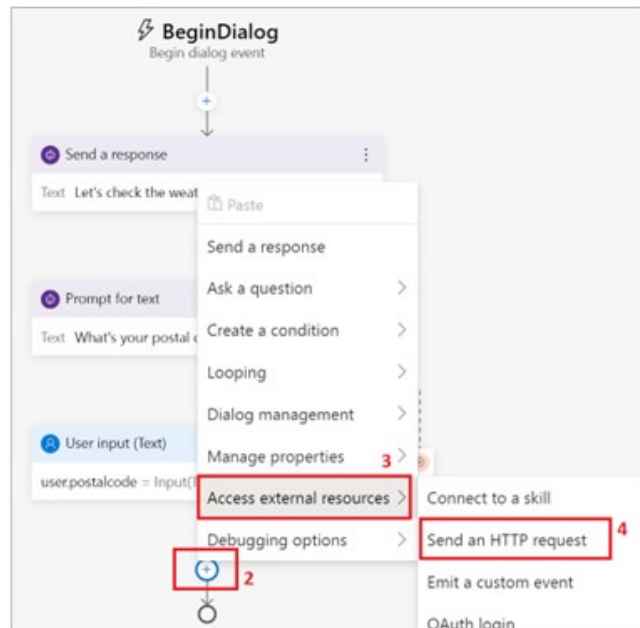 BeginDialog
Begin dialog event
+
Send a response
Text Let's check the weat
Paste
Send a response
Ask a question
Prompt for text
Text What's your postal
Create a condition
Looping
Dialog management
User input (Text)
Manage properties
3
user.postalcode = Input(T
Access external resources
Connect to a skill
Debugging options
Send an HTTP request
4
+
2
Emit a custom event
OAuth login